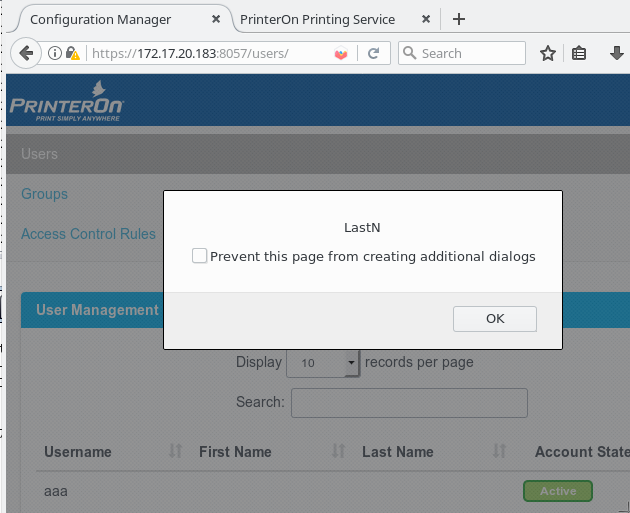 Configuration Manager
PrinterOn Printing Service
https://172.17.20.183:8057/users/
Search
PRINTERON
PRINT SIMPLY ANYWHERE
Users
Groups
Access Control Rules
LastN
Prevent this page from creating additional dialogs
OK
User Management
Display 10 records per page
Search:
Username First Name Last Name Account State
aaa Active